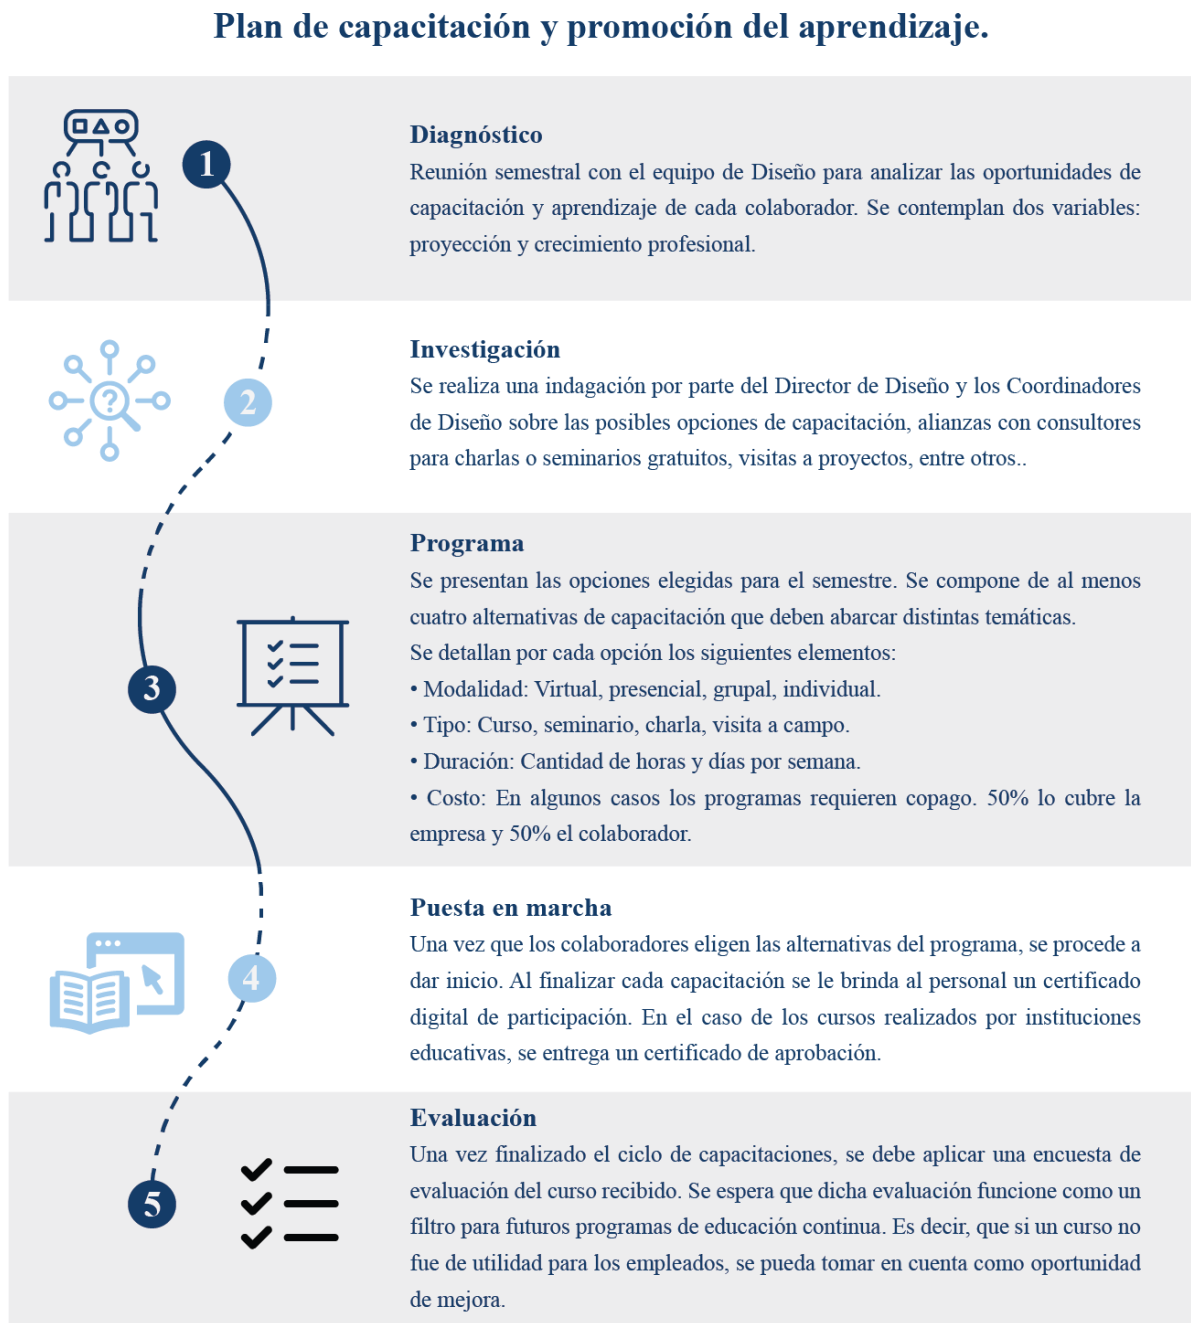 Plan de capacitación y promoción del aprendizaje.
1
Diagnóstico
Reunión semestral con el equipo de Diseño para analizar las oportunidades de
capacitación y aprendizaje de cada colaborador. Se contemplan dos variables:
proyección y crecimiento profesional.
2
?
Investigación
Se realiza una indagación por parte del Director de Diseño y los Coordinadores
de Diseño sobre las posibles opciones de capacitación, alianzas con consultores
para charlas o seminarios gratuitos, visitas a proyectos, entre otros..
3
Programa
Se presentan las opciones elegidas para el semestre. Se compone de al menos
cuatro alternativas de capacitación que deben abarcar distintas temáticas.
Se detallan por cada opción los siguientes elementos:
• Modalidad: Virtual, presencial, grupal, individual.
• Tipo: Curso, seminario, charla, visita a campo.
• Duración: Cantidad de horas y días por semana.
• Costo: En algunos casos los programas requieren copago. 50% lo cubre la
empresa y 50% el colaborador.
4
Puesta en marcha
Una vez que los colaboradores eligen las alternativas del programa, se procede a
dar inicio. Al finalizar cada capacitación se le brinda al personal un certificado
digital de participación. En el caso de los cursos realizados por instituciones
educativas, se entrega un certificado de aprobación.
5
Evaluación
Una vez finalizado el ciclo de capacitaciones, se debe aplicar una encuesta de
evaluación del curso recibido. Se espera que dicha evaluación funcione como un
filtro para futuros programas de educación continua. Es decir, que si un curso no
fue de utilidad para los empleados, se pueda tomar en cuenta como oportunidad
de mejora.